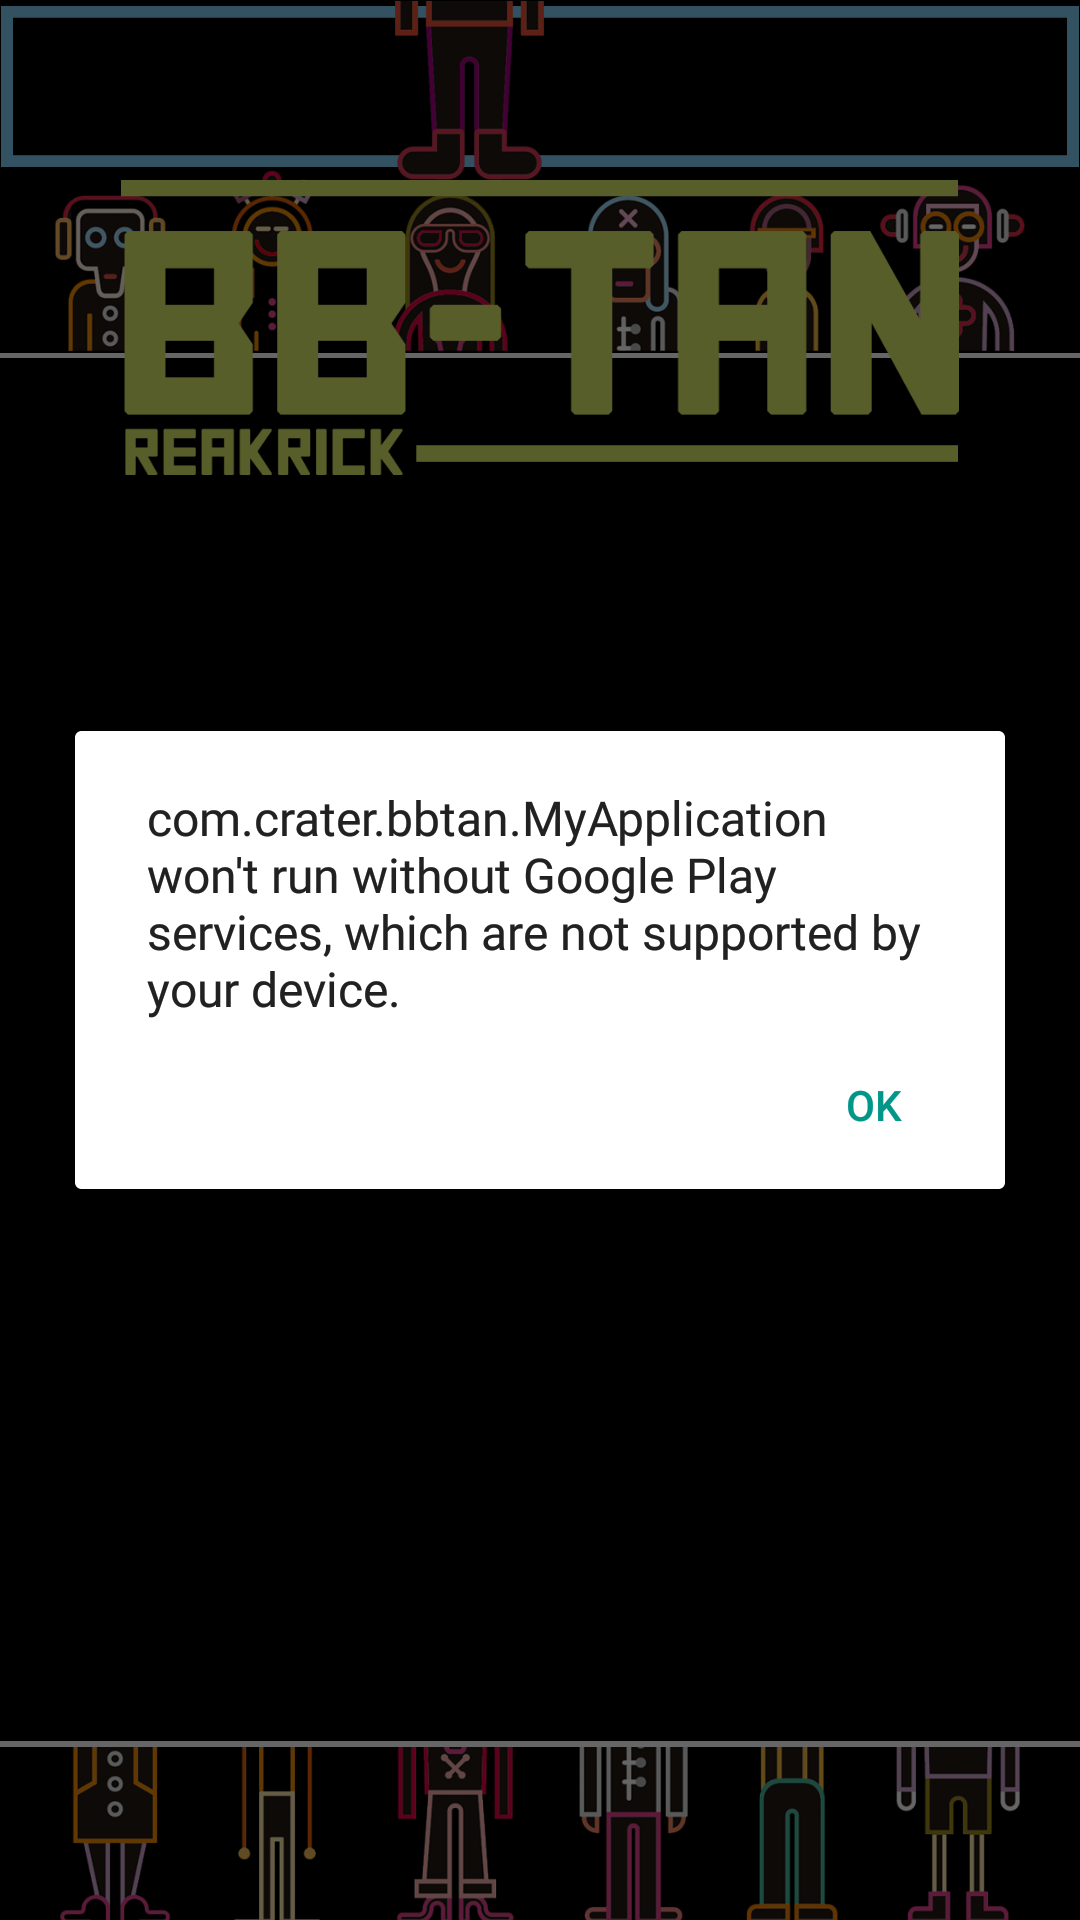 BB-TAN
REAKRICK
com.crater.bbtan.MyApplication
won't run without Google Play
services, which are not supported by
your device.
OK